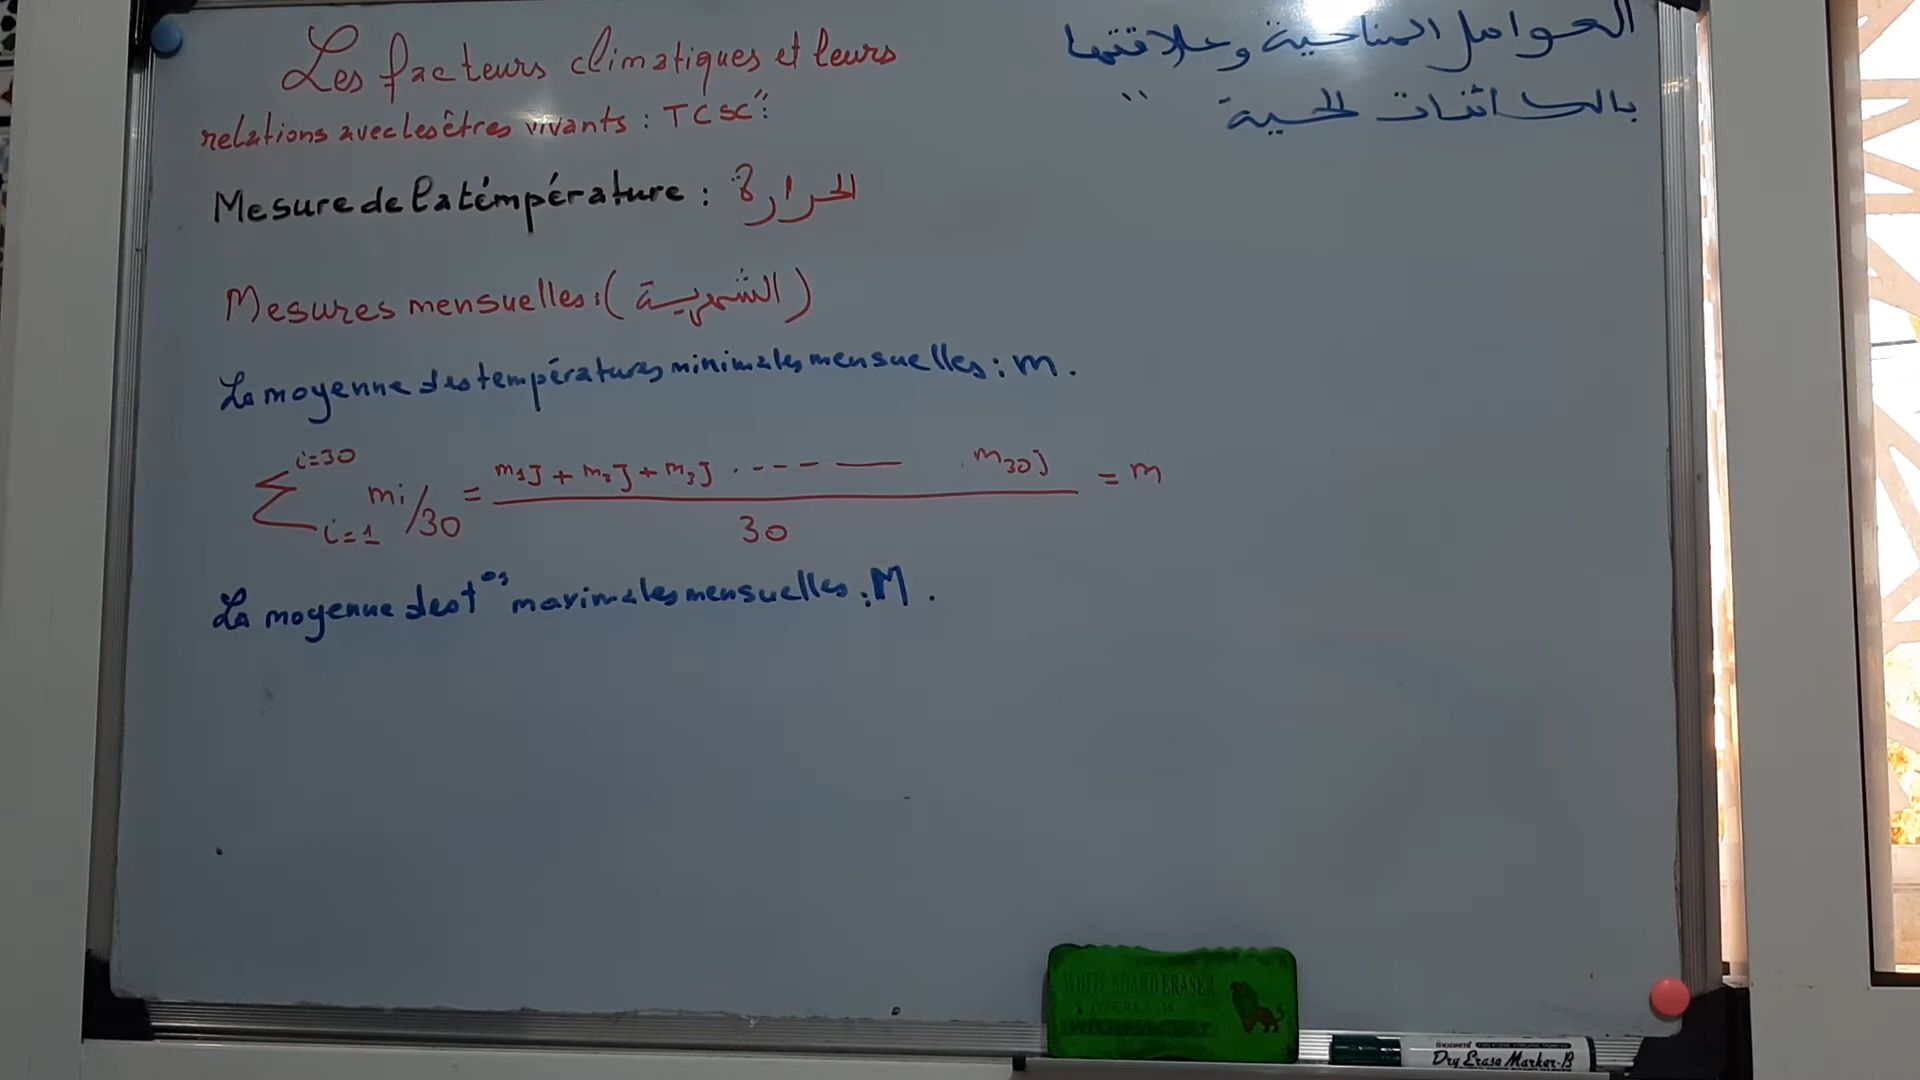 Les facteurs climatiques et leurs
relations avec les êtres vivants : TCSC":
العوامل المناخية وعلاقتها
بالكائنات الحية "
Mesure de la témpérature : الحرارة
Mesures mensuelles : (الشهرية)
La moyenne des températures minimales mensuelles : m.
∑ i=30 i=1 mi/30 = m1J + m2J + m3J . - - - - —— m30J / 30 = m
La moyenne des t°s maximales mensuelles : M.
WHITE BOARD ERASER
Dry Erase Marker-B